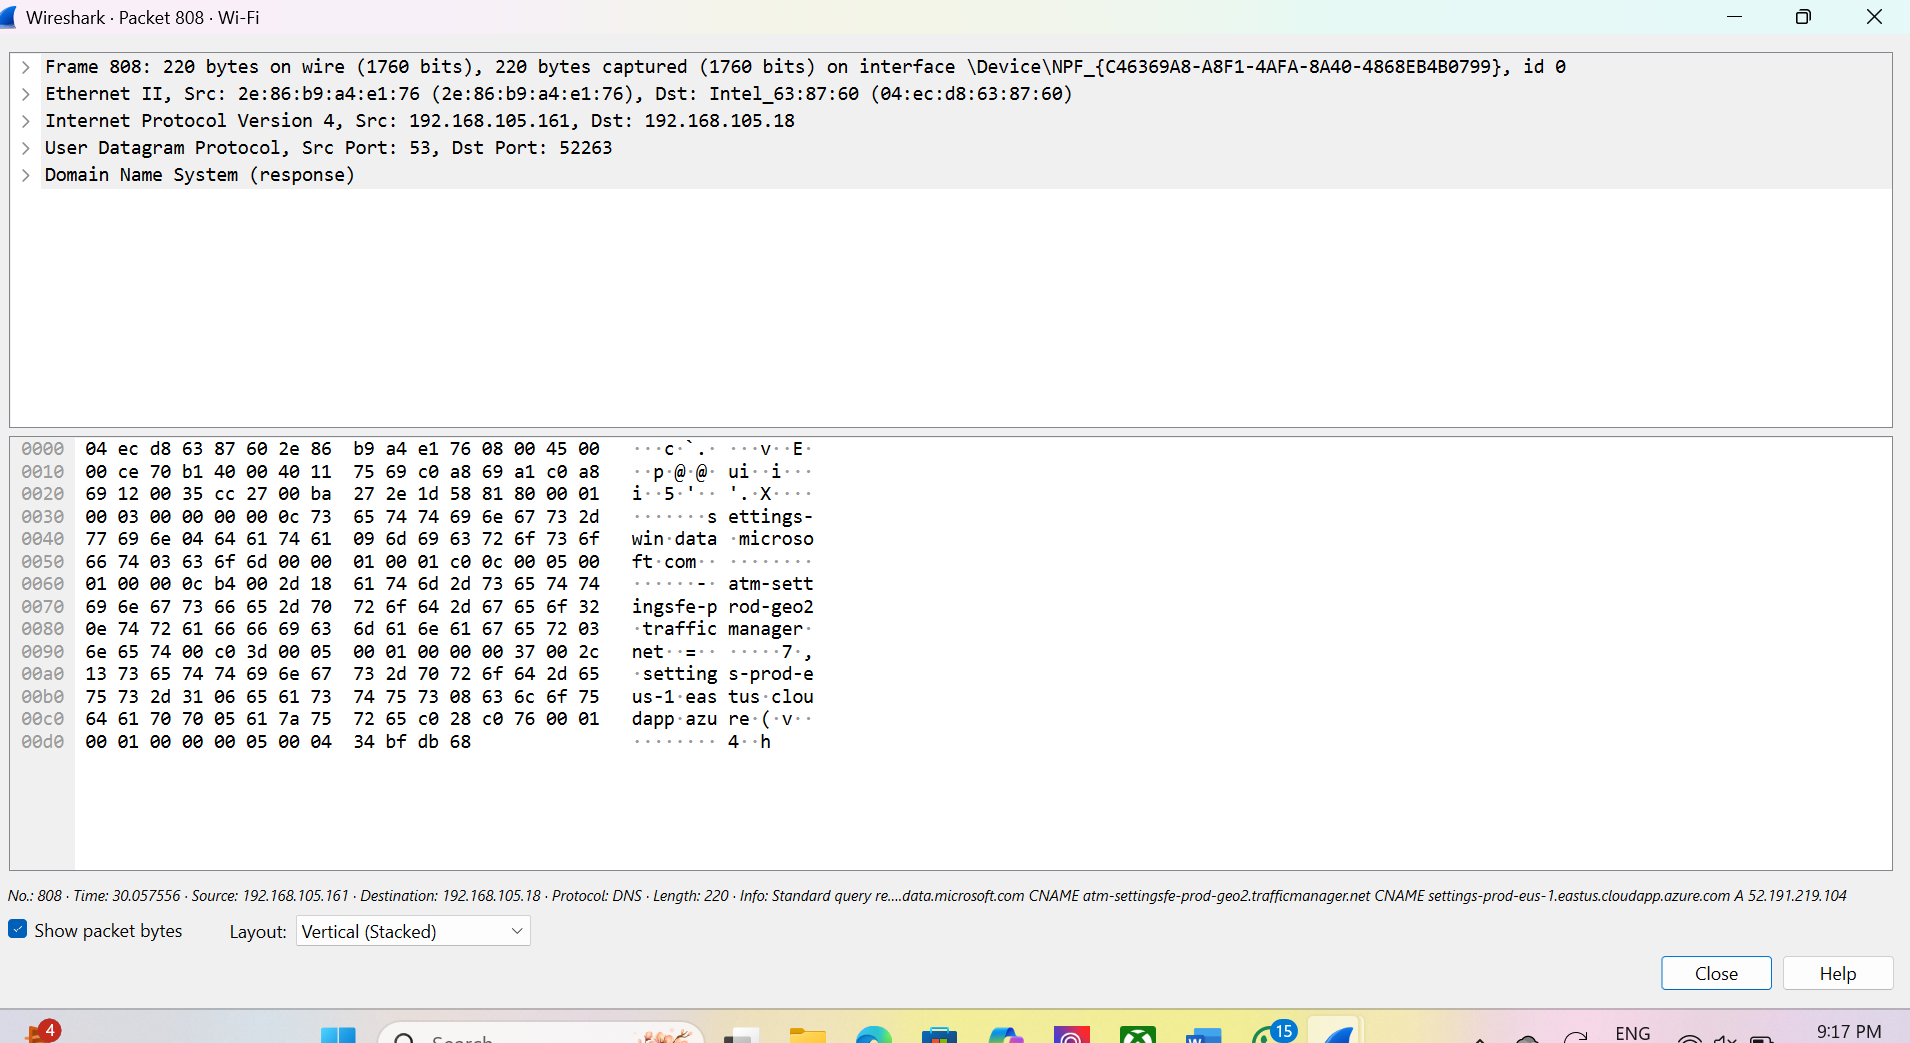 Wireshark · Packet 808 · Wi-Fi
Frame 808: 220 bytes on wire (1760 bits), 220 bytes captured (1760 bits) on interface \Device\NPF_{C46369A8-A8F1-4AFA-8A40-4868EB4B0799}, id 0
Ethernet II, Src: 2e:86:b9:a4:e1:76 (2e:86:b9:a4:e1:76), Dst: Intel_63:87:60 (04:ec:d8:63:87:60)
Internet Protocol Version 4, Src: 192.168.105.161, Dst: 192.168.105.18
User Datagram Protocol, Src Port: 53, Dst Port: 52263
Domain Name System (response)
0000 04 ec d8 63 87 60 2e 86 b9 a4 e1 76 08 00 45 00 ···c·`.· ···v··E·
0010 00 ce 70 b1 40 00 40 11 75 69 c0 a8 69 a1 c0 a8 ··p·@·@· ui··i···
0020 69 12 00 35 cc 27 00 ba 27 2e 1d 58 81 80 00 01 i··5·'·· '.·X····
0030 00 03 00 00 00 00 0c 73 65 74 74 69 6e 67 73 2d ·······s ettings-
0040 77 69 6e 04 64 61 74 61 09 6d 69 63 72 6f 73 6f win·data ·microso
0050 66 74 03 63 6f 6d 00 00 01 00 01 c0 0c 00 05 00 ft·com·· ········
0060 01 00 00 0c b4 00 2d 18 61 74 6d 2d 73 65 74 74 ······-· atm-sett
0070 69 6e 67 73 66 65 2d 70 72 6f 64 2d 67 65 6f 32 ingsfe-p rod-geo2
0080 0e 74 72 61 66 66 69 63 6d 61 6e 61 67 65 72 03 ·traffic manager·
0090 6e 65 74 00 c0 3d 00 05 00 01 00 00 00 37 00 2c net··=·· ·····7·,
00a0 13 73 65 74 74 69 6e 67 73 2d 70 72 6f 64 2d 65 ·setting s-prod-e
00b0 75 73 2d 31 06 65 61 73 74 75 73 08 63 6c 6f 75 us-1·eas tus·clou
00c0 64 61 70 70 05 61 7a 75 72 65 c0 28 c0 76 00 01 dapp·azu re·(·v··
00d0 00 01 00 00 00 05 00 04 34 bf db 68 ········ 4··h
No.: 808 · Time: 30.057556 · Source: 192.168.105.161 · Destination: 192.168.105.18 · Protocol: DNS · Length: 220 · Info: Standard query re....data.microsoft.com CNAME atm-settingsfe-prod-geo2.trafficmanager.net CNAME settings-prod-eus-1.eastus.cloudapp.azure.com A 52.191.219.104
Show packet bytes
Layout: Vertical (Stacked)
Close Help
4
Search
15
ENG
9:17 PM